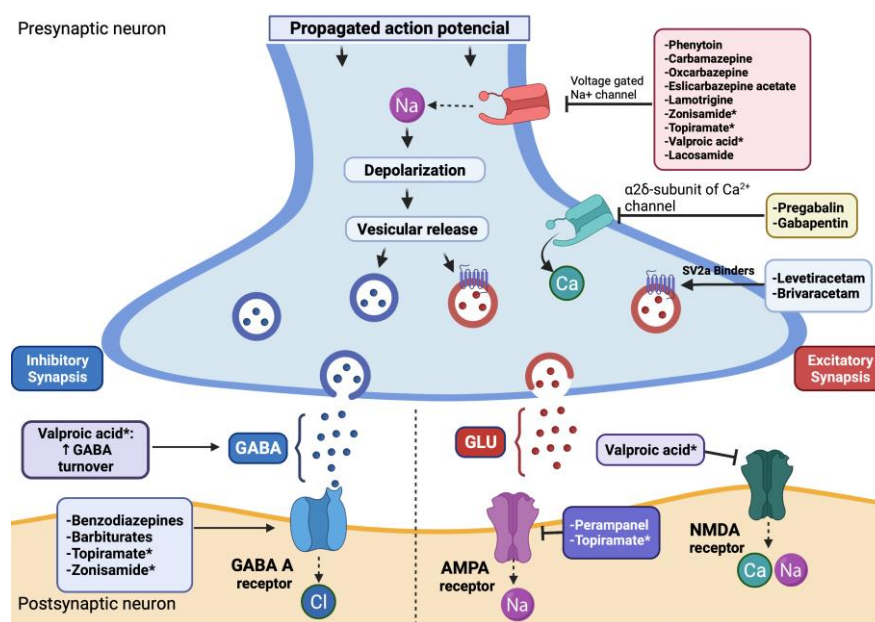 Presynaptic neuron
Propagated action potencial
Voltage gated
Na+ channel
-Phenytoin
-Carbamazepine
-Oxcarbazepine
-Eslicarbazepine acetate
-Lamotrigine
-Zonisamide*
-Topiramate*
-Valproic acid*
-Lacosamide
Na
Depolarization
Vesicular release
α2δ-subunit of Ca²⁺
channel
-Pregabalin
-Gabapentin
Ca
SV2a Binders
-Levetiracetam
-Brivaracetam
Inhibitory
Synapsis
Excitatory
Synapsis
Valproic acid*:
↑ GABA
turnover
GABA
GLU
Valproic acid*
-Benzodiazepines
-Barbiturates
-Topiramate*
-Zonisamide*
GABA A
receptor
Cl
AMPA
receptor
Na
-Perampanel
-Topiramate*
NMDA
receptor
Ca
Na
Postsynaptic neuron